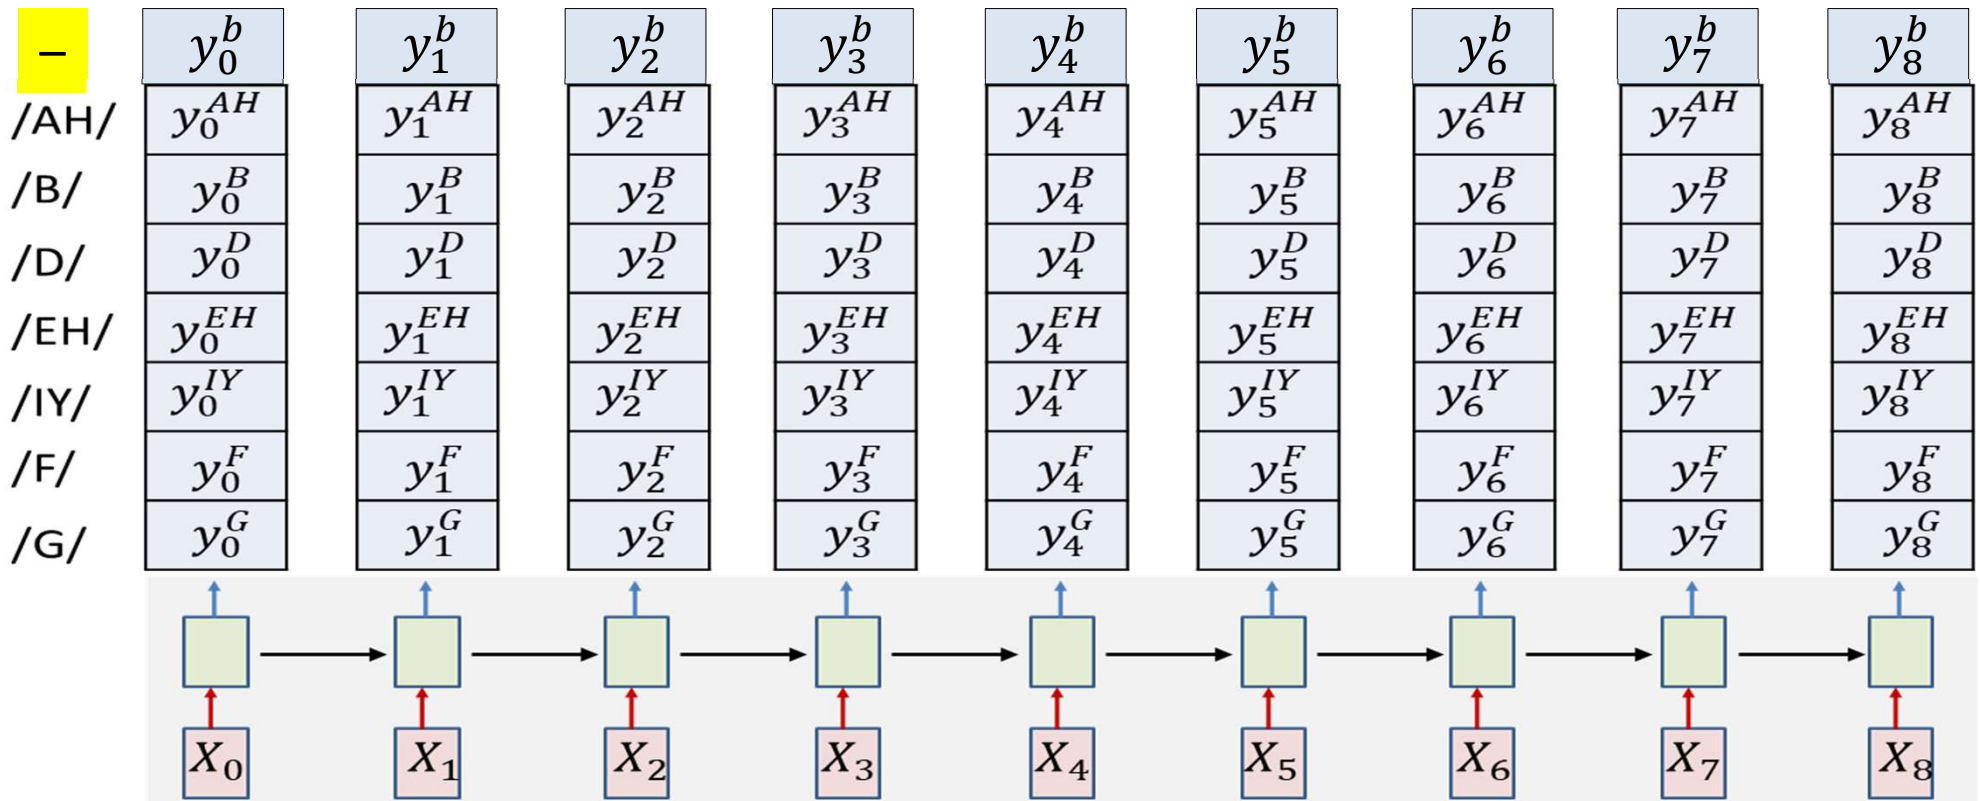 – y_0^b y_1^b y_2^b y_3^b y_4^b y_5^b y_6^b y_7^b y_8^b
/AH/ y_0^{AH} y_1^{AH} y_2^{AH} y_3^{AH} y_4^{AH} y_5^{AH} y_6^{AH} y_7^{AH} y_8^{AH}
/B/ y_0^B y_1^B y_2^B y_3^B y_4^B y_5^B y_6^B y_7^B y_8^B
/D/ y_0^D y_1^D y_2^D y_3^D y_4^D y_5^D y_6^D y_7^D y_8^D
/EH/ y_0^{EH} y_1^{EH} y_2^{EH} y_3^{EH} y_4^{EH} y_5^{EH} y_6^{EH} y_7^{EH} y_8^{EH}
/IY/ y_0^{IY} y_1^{IY} y_2^{IY} y_3^{IY} y_4^{IY} y_5^{IY} y_6^{IY} y_7^{IY} y_8^{IY}
/F/ y_0^F y_1^F y_2^F y_3^F y_4^F y_5^F y_6^F y_7^F y_8^F
/G/ y_0^G y_1^G y_2^G y_3^G y_4^G y_5^G y_6^G y_7^G y_8^G
X_0 X_1 X_2 X_3 X_4 X_5 X_6 X_7 X_8